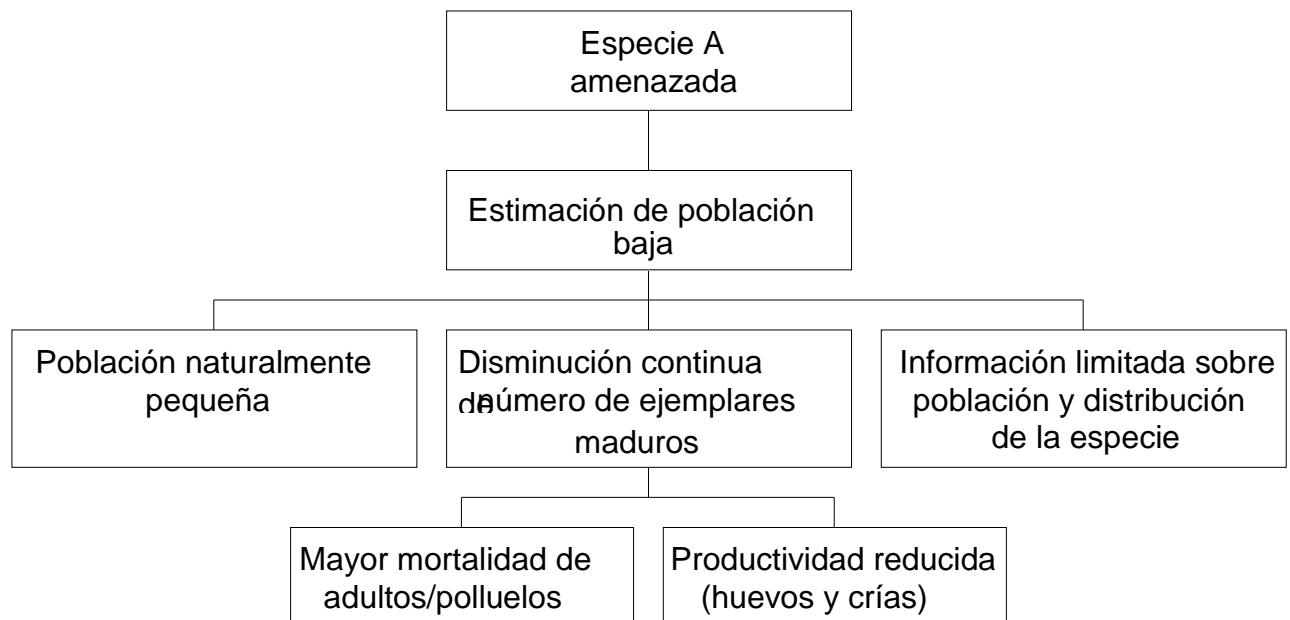 Especie A
amenazada
Estimación de población
baja
Población naturalmente
pequeña
Disminución continua
de número de ejemplares
maduros
Información limitada sobre
población y distribución
de la especie
Mayor mortalidad de
adultos/polluelos
Productividad reducida
(huevos y crías)